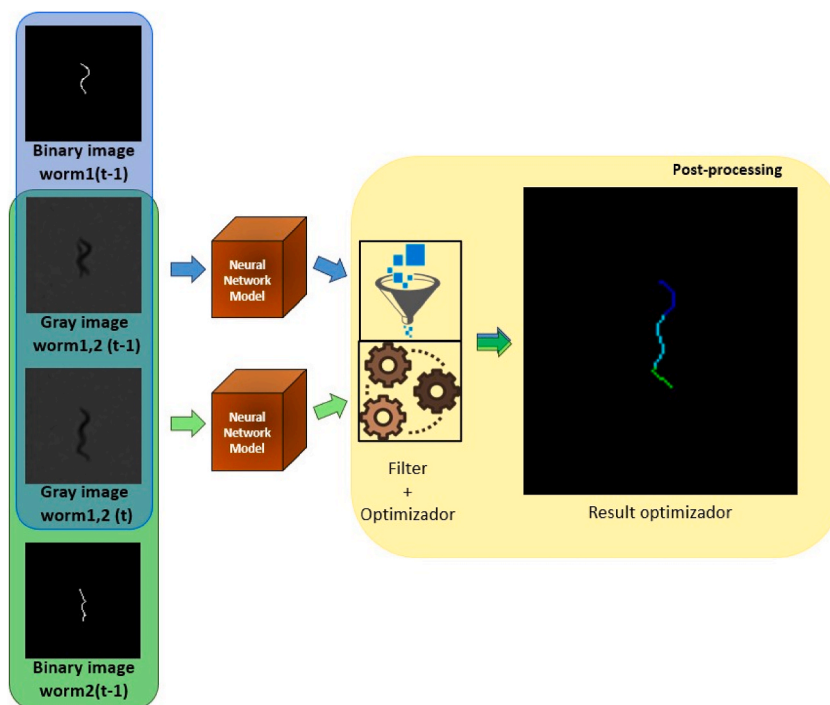 Binary image
worm1(t-1)
Gray image
worm1,2 (t-1)
Gray image
worm1,2 (t)
Binary image
worm2(t-1)
Neural
Network
Model
Neural
Network
Model
Post-processing
Filter
+
Optimizador
Result optimizador